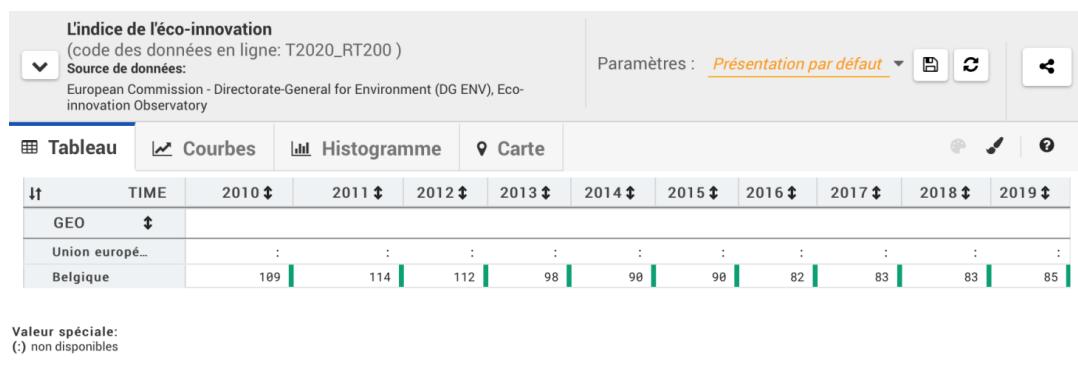 L'indice de l'éco-innovation
(code des données en ligne: T2020_RT200 )
Source de données:
European Commission - Directorate-General for Environment (DG ENV), Eco-
innovation Observatory
Paramètres : Présentation par défaut
Tableau Courbes Histogramme Carte
TIME 2010 2011 2012 2013 2014 2015 2016 2017 2018 2019
GEO
Union europé… : : : : : : : : : :
Belgique 109 114 112 98 90 90 82 83 83 85
Valeur spéciale:
(:) non disponibles